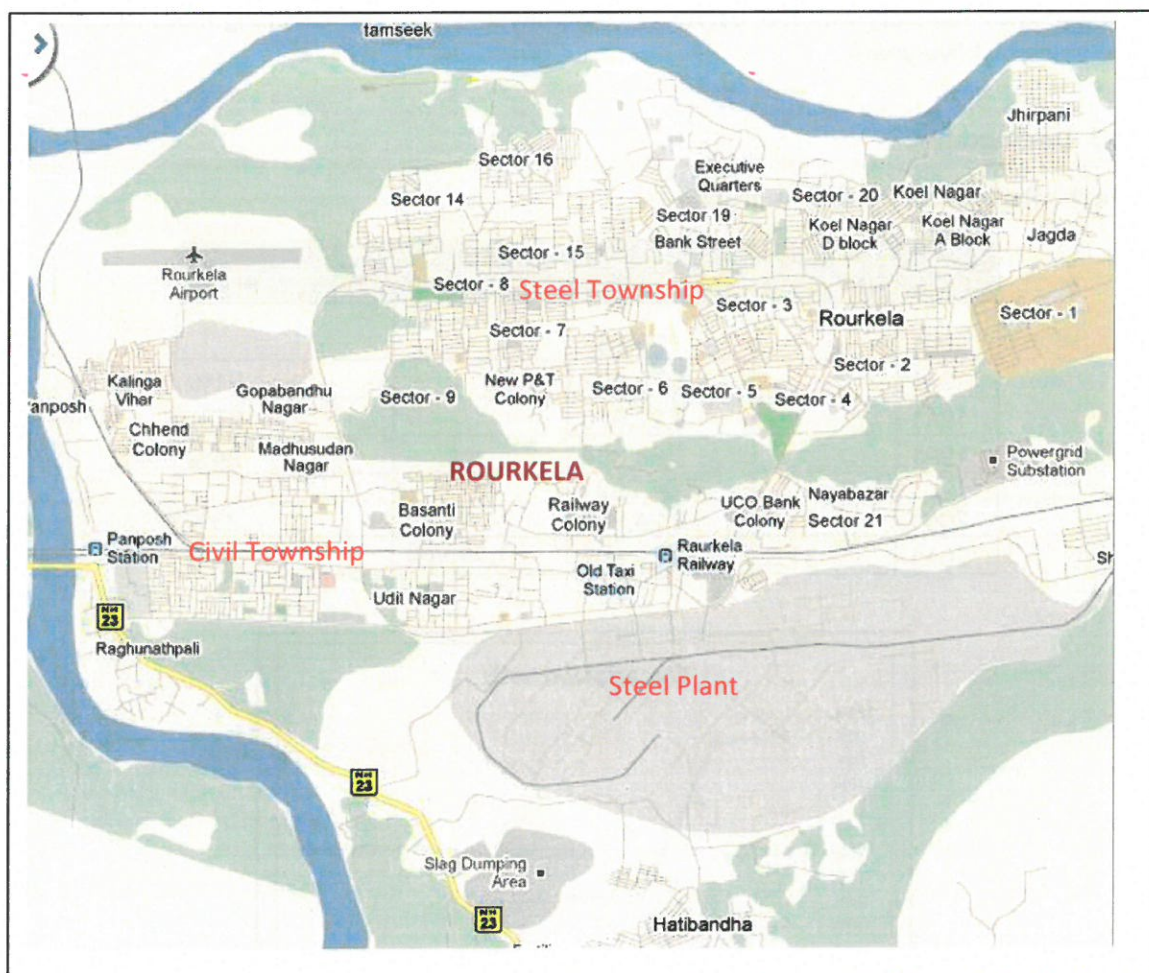 tamseek
Jhirpani
Sector 16
Executive
Quarters
Sector - 20
Koel Nagar
Sector 14
Sector 19
Bank Street
Koel Nagar
D block
Koel Nagar
A Block
Jagda
Sector - 15
Rourkela
Airport
Sector - 8
Steel Township
Sector - 3
Sector - 1
Rourkela
Sector - 7
Sector - 2
Kalinga
Vihar
Gopabandhu
Nagar
Sector - 9
New P&T
Colony
Sector - 6
Sector - 5
Sector - 4
Panposh
Chhend
Colony
Madhusudan
Nagar
ROURKELA
Powergrid
Substation
Basanti
Colony
Railway
Colony
UCO Bank
Colony
Nayabazar
Sector 21
Panposh
Station
Civil Township
Raurkela
Railway
Sh
Old Taxi
Station
Udit Nagar
NH
23
Raghunathpali
Steel Plant
NH
23
Slag Dumping
Area
NH
23
Hatibandha